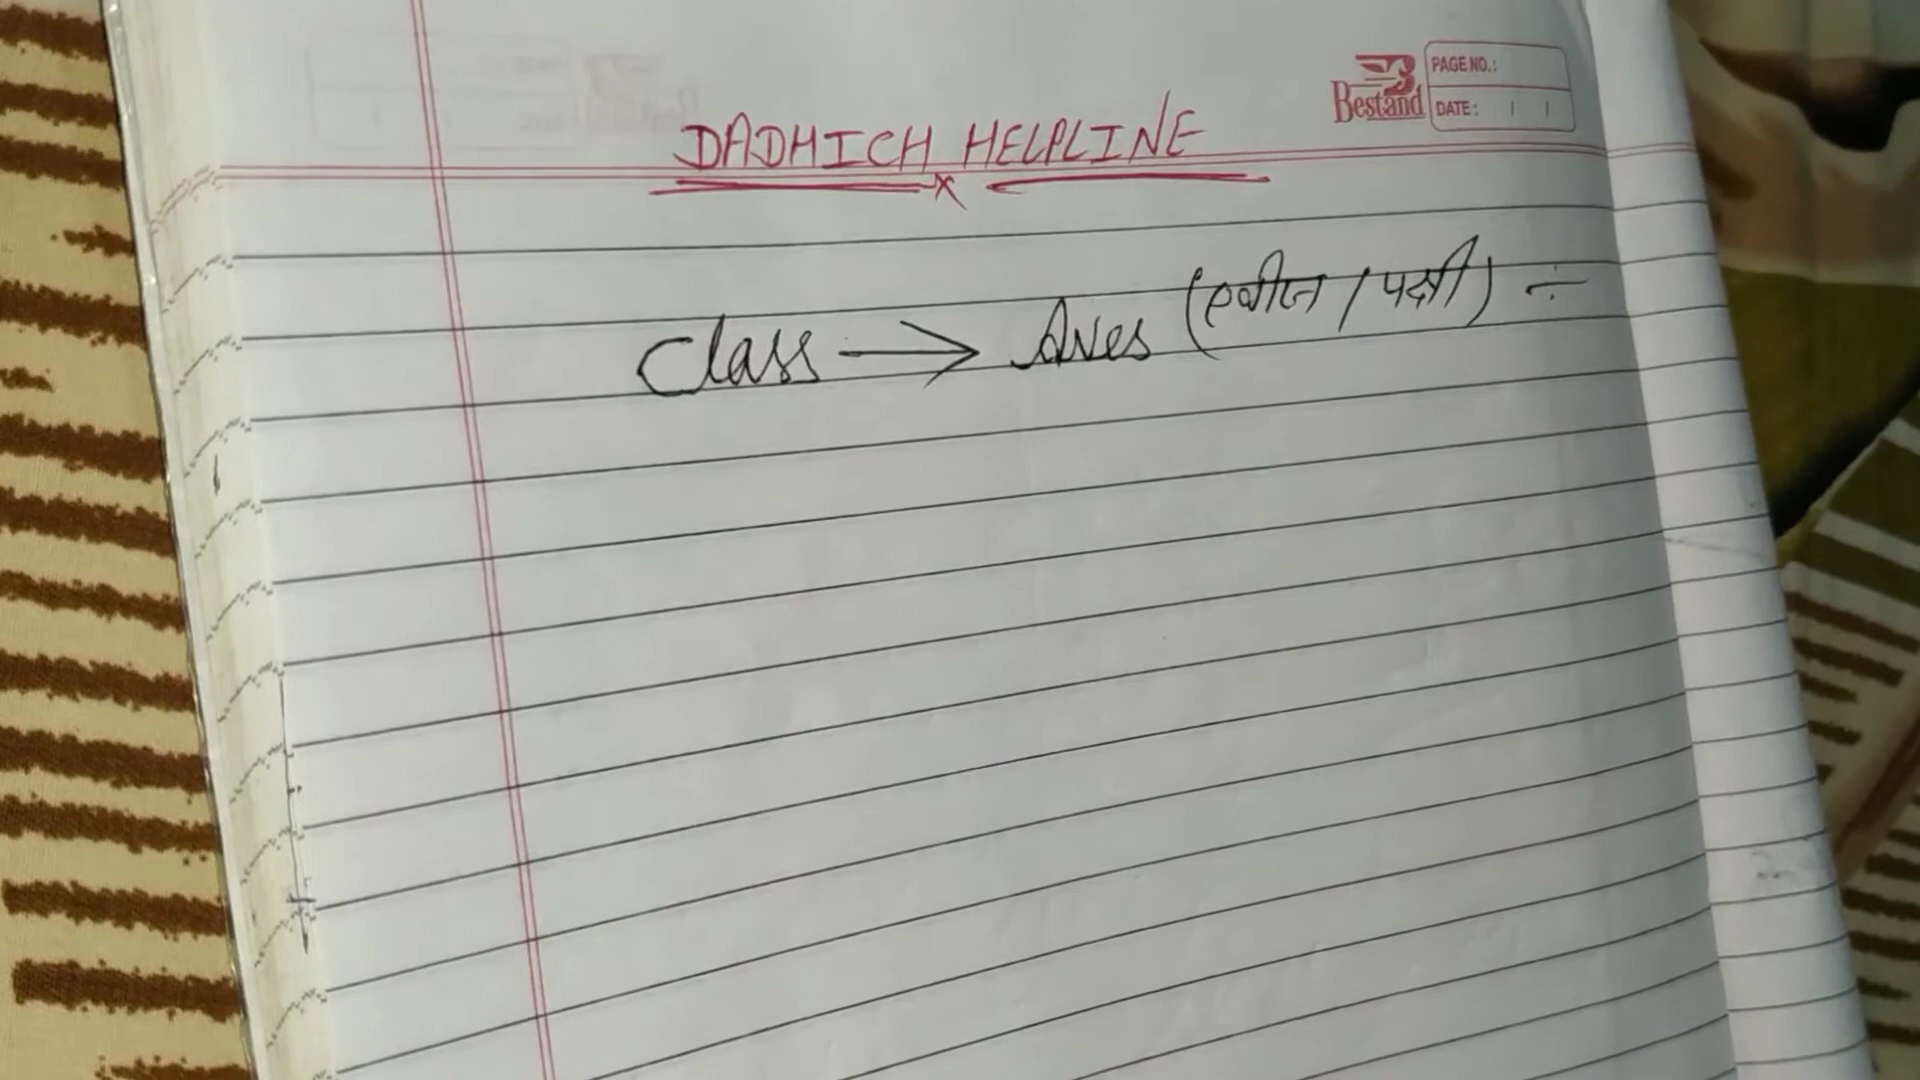 Bestand
PAGE NO.:
DATE: / /
DADHICH HELPLINE
x
Class → Aves (एवीज / पक्षी) ÷